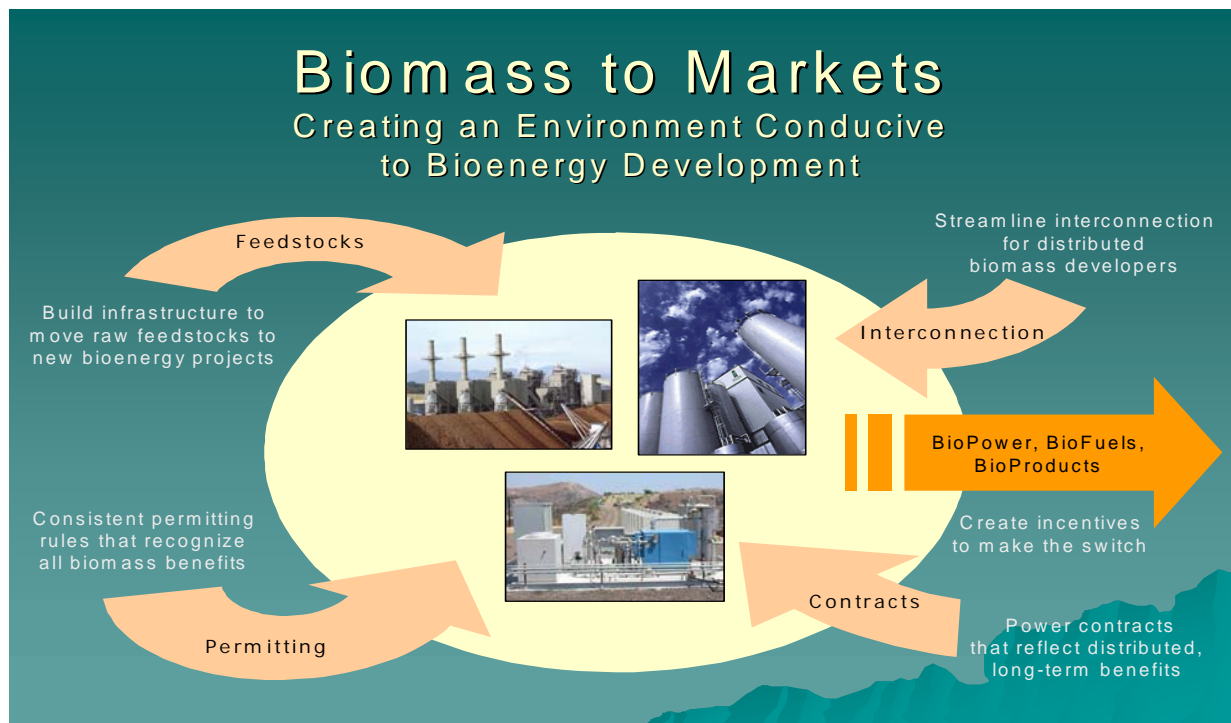 Biomass to Markets
Creating an Environment Conducive
to Bioenergy Development
Feedstocks
Build infrastructure to
move raw feedstocks to
new bioenergy projects
Streamline interconnection
for distributed
biomass developers
Interconnection
BioPower, BioFuels,
BioProducts
Create incentives
to make the switch
Consistent permitting
rules that recognize
all biomass benefits
Permitting
Contracts
Power contracts
that reflect distributed,
long-term benefits